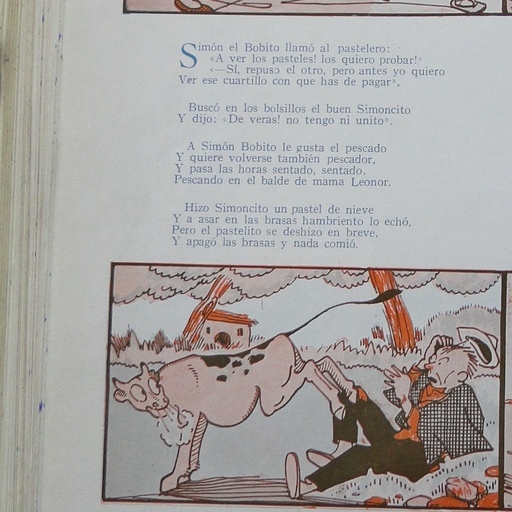 Simón el Bobito llamó al pastelero:
«A ver los pasteles! los quiero probar!»
«—Sí, repuso el otro, pero antes yo quiero
Ver ese cuartillo con que has de pagar».
Buscó en los bolsillos el buen Simoncito
Y dijo: «De veras! no tengo ni unito».
A Simón Bobito le gusta el pescado
Y quiere volverse también pescador,
Y pasa las horas sentado, sentado,
Pescando en el balde de mama Leonor.
Hizo Simoncito un pastel de nieve
Y a asar en las brasas hambriento lo echó,
Pero el pastelito se deshizo en breve,
Y apagó las brasas y nada comió.